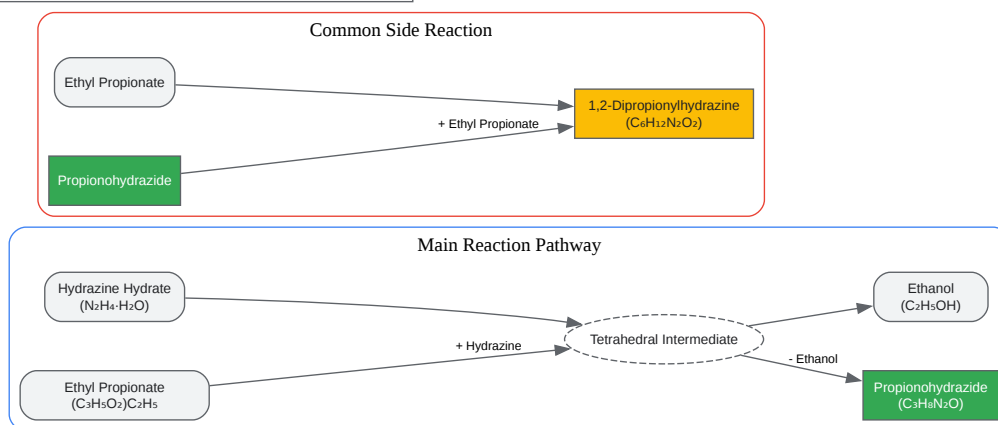 Common Side Reaction
Ethyl Propionate
1,2-Dipropionylhydrazine
(C₆H₁₂N₂O₂)
+ Ethyl Propionate
Propionohydrazide
Main Reaction Pathway
Hydrazine Hydrate
(N₂H₄·H₂O)
Ethanol
(C₂H₅OH)
Tetrahedral Intermediate
+ Hydrazine
- Ethanol
Ethyl Propionate
(C₃H₅O₂)C₂H₅
Propionohydrazide
(C₃H₈N₂O)